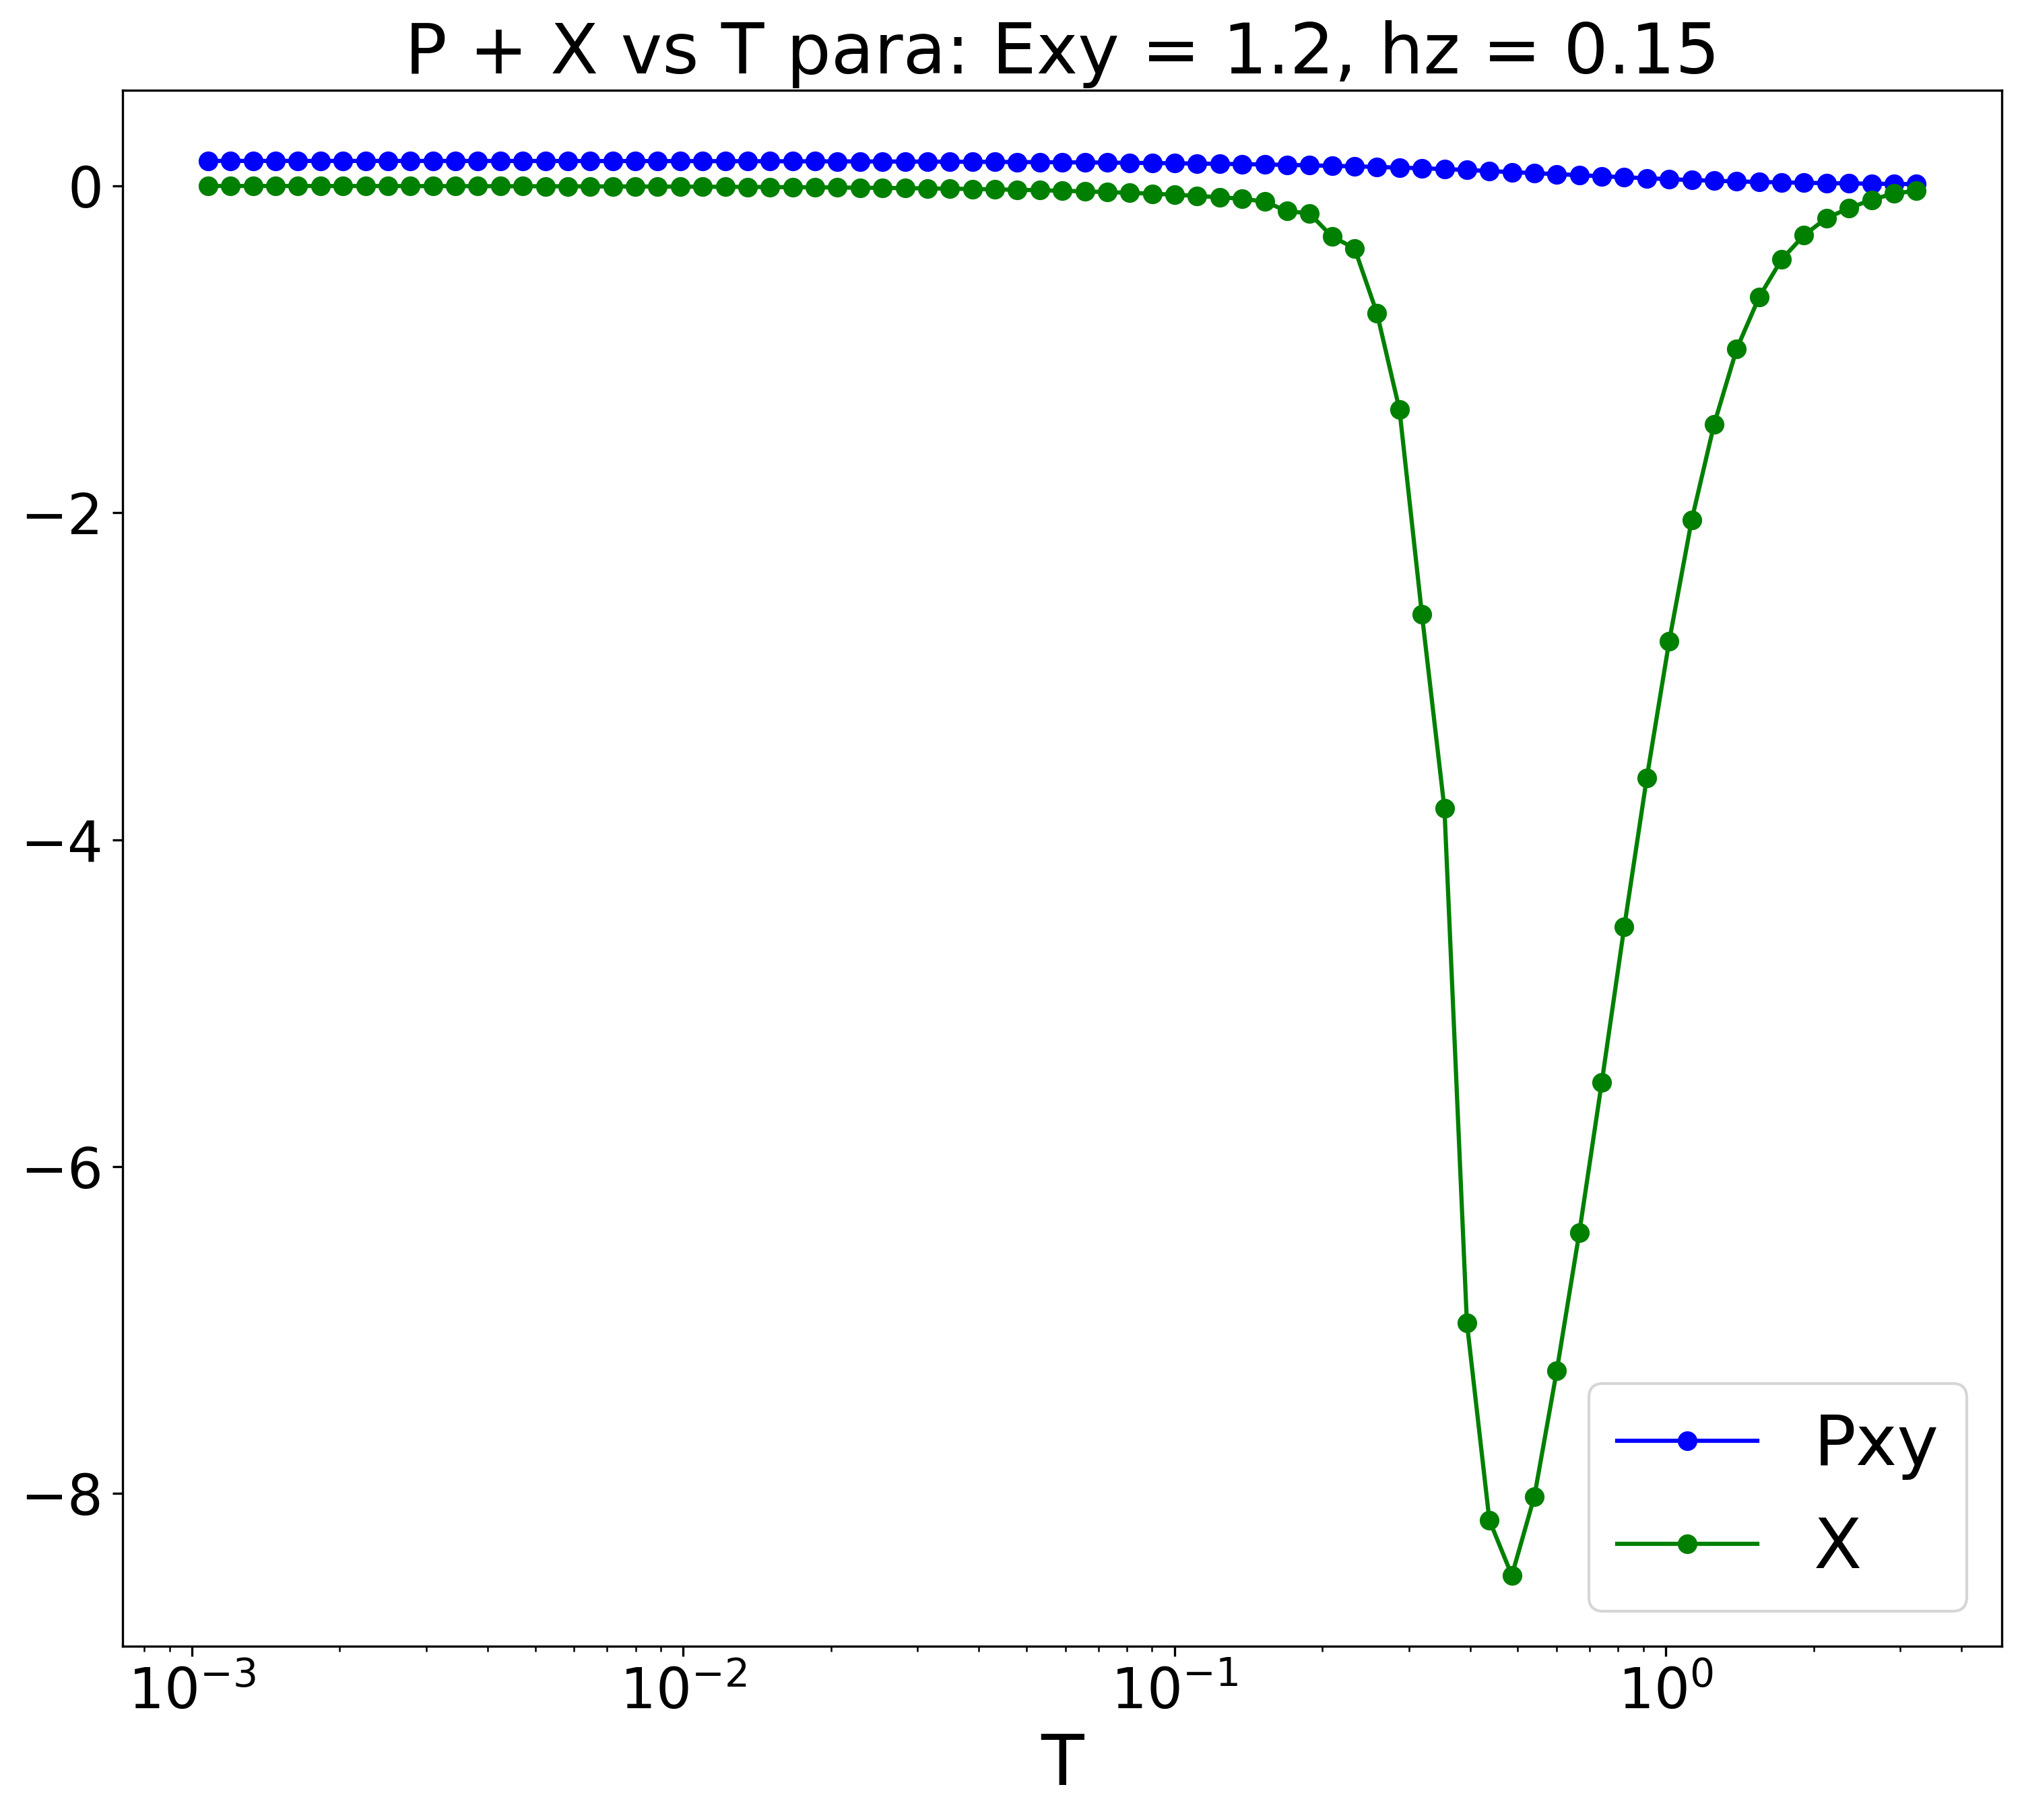 P + X vs T para: Exy = 1.2, hz = 0.15
0
−2
−4
−6
−8
Pxy
X
10⁻³ 10⁻² 10⁻¹ 10⁰
T